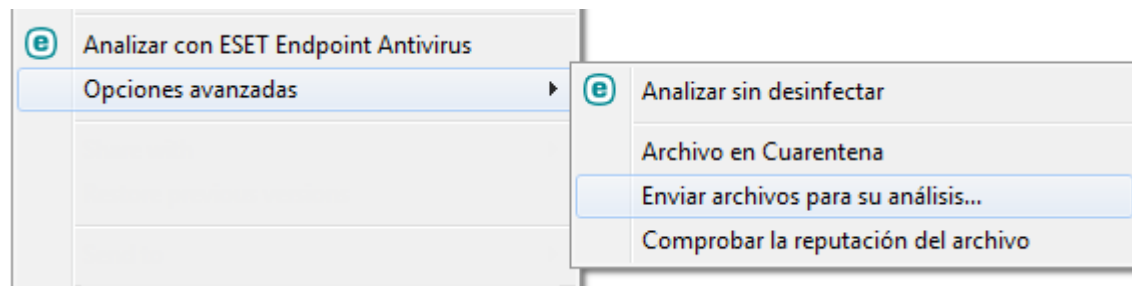 Analizar con ESET Endpoint Antivirus
Opciones avanzadas
Analizar sin desinfectar
Archivo en Cuarentena
Enviar archivos para su análisis...
Comprobar la reputación del archivo